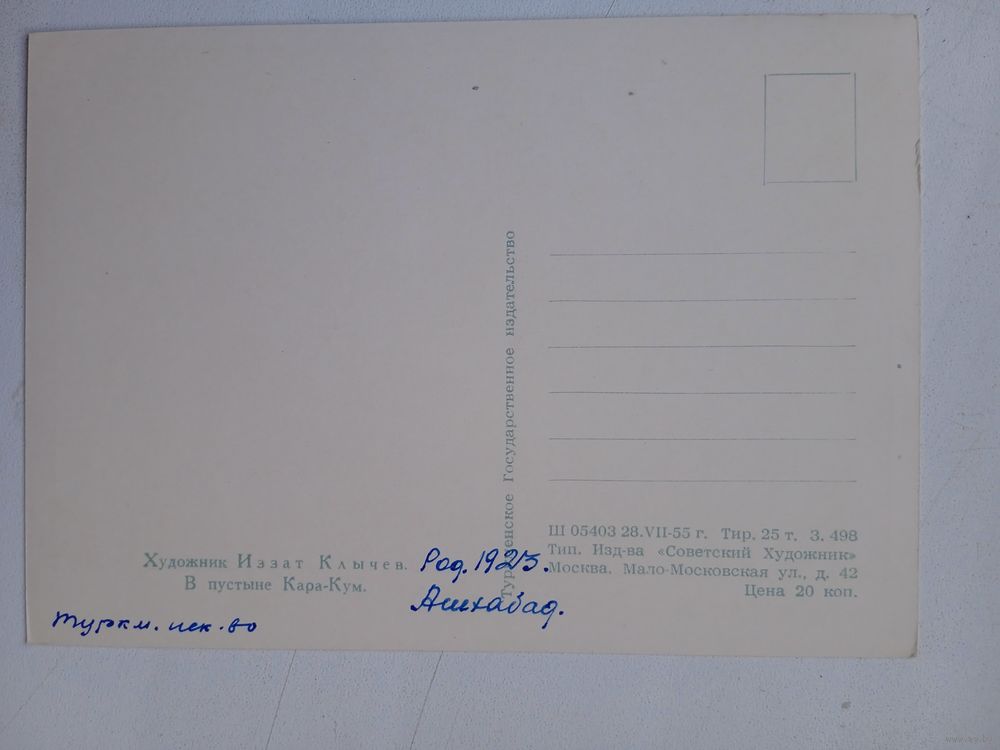 Художник Иззат Клычев. Род. 1923.
В пустыне Кара-Кум. Ашхабад.
туркм. иск-во
Туркменское Государственное издательство
Ш 05403 28.VII-55 г. Тир. 25 т. З. 498
Тип. Изд-ва «Советский Художник»
Москва. Мало-Московская ул., д. 42
Цена 20 коп.